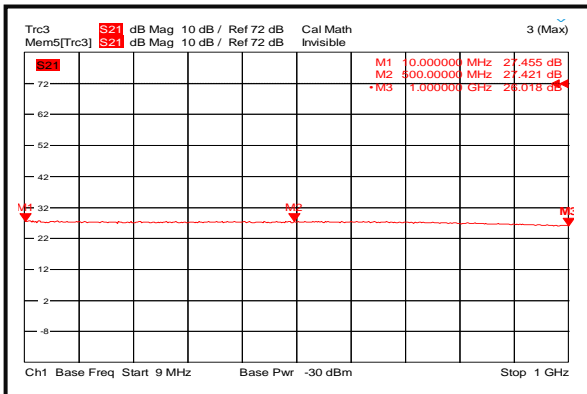 Trc3 S21 dB Mag 10 dB / Ref 72 dB Cal Math 3 (Max)
Mem5[Trc3] S21 dB Mag 10 dB / Ref 72 dB Invisible
S21
M1 10.000000 MHz 27.455 dB
M2 500.00000 MHz 27.421 dB
•M3 1.000000 GHz 26.018 dB
72
62
52
42
32
22
12
2
-8
M1
M2
M3
Ch1 Base Freq Start 9 MHz Base Pwr -30 dBm Stop 1 GHz